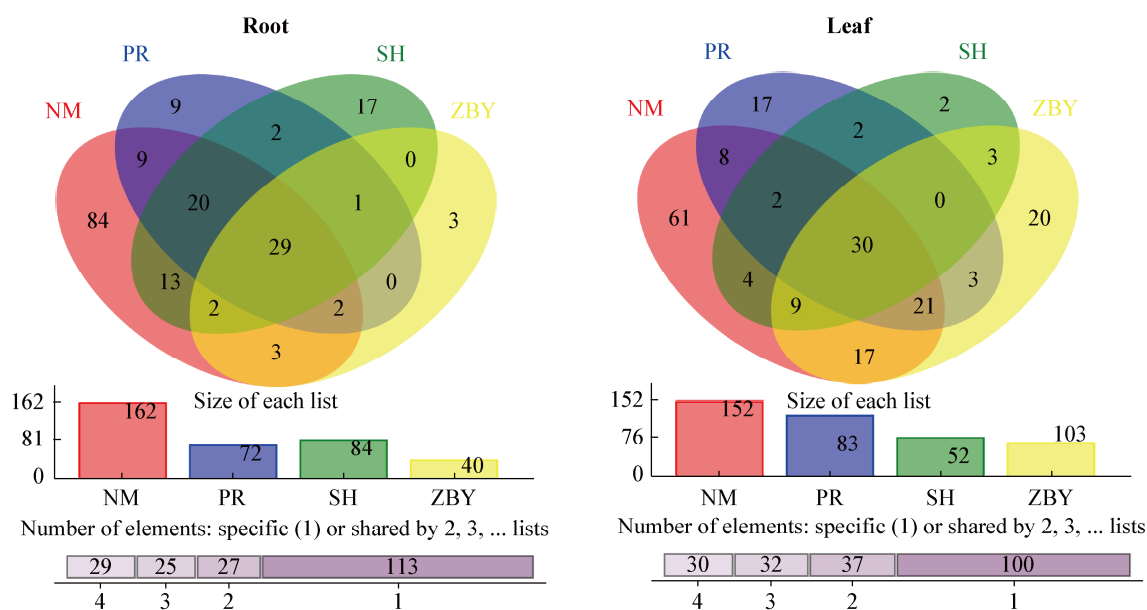 Root
PR
SH
NM
ZBY
9
17
2
9
0
84
20
1
3
29
13
0
2
2
3
Size of each list
162
81
0
162
72
84
40
NM PR SH ZBY
Number of elements: specific (1) or shared by 2, 3, ... lists
29 25 27 113
4 3 2 1
Leaf
PR
SH
NM
ZBY
17
2
2
8
3
61
2
0
20
30
4
3
9
21
17
Size of each list
152
76
0
152
83
52
103
NM PR SH ZBY
Number of elements: specific (1) or shared by 2, 3, ... lists
30 32 37 100
4 3 2 1